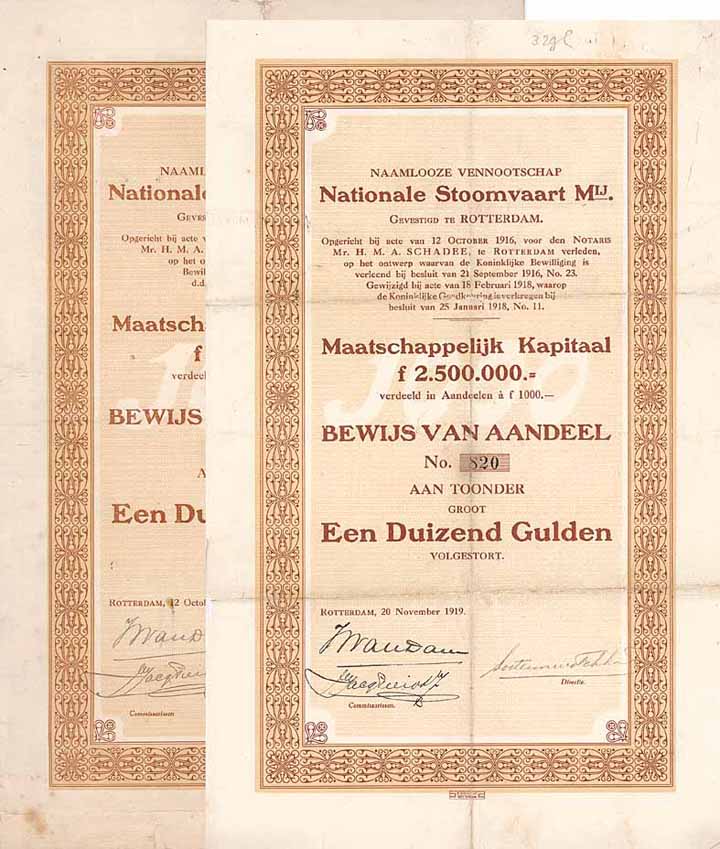 32gl
NAAML
Nationale
GEVES
Opgericht bij acte v
Mr. H. M. A.
op het o
Bewil
d.d.
Maatsch
f
verdeel
BEWIJS
A
Een Du
ROTTERDAM, 12 Octob
Commissarissen.
NAAMLOOZE VENNOOTSCHAP
Nationale Stoomvaart MIJ.
GEVESTIGD TE ROTTERDAM.
Opgericht bij acte van 12 OCTOBER 1916, voor den NOTARIS
Mr. H. M. A. SCHADEE, te ROTTERDAM verleden,
op het ontwerp waarvan de Koninklijke Bewilliging is
verleend bij besluit van 21 September 1916, No. 23.
Gewijzigd bij acte van 18 Februari 1918, waarop
de Koninklijke Goedkeuring is verkregen bij
besluit van 25 Januari 1918, No. 11.
Maatschappelijk Kapitaal
f 2.500.000.=
verdeeld in Aandeelen à f 1000.—
1000
BEWIJS VAN AANDEEL
No. 820
AAN TOONDER
GROOT
Een Duizend Gulden
VOLGESTORT.
ROTTERDAM, 20 November 1919.
Commissarissen.
Directie.